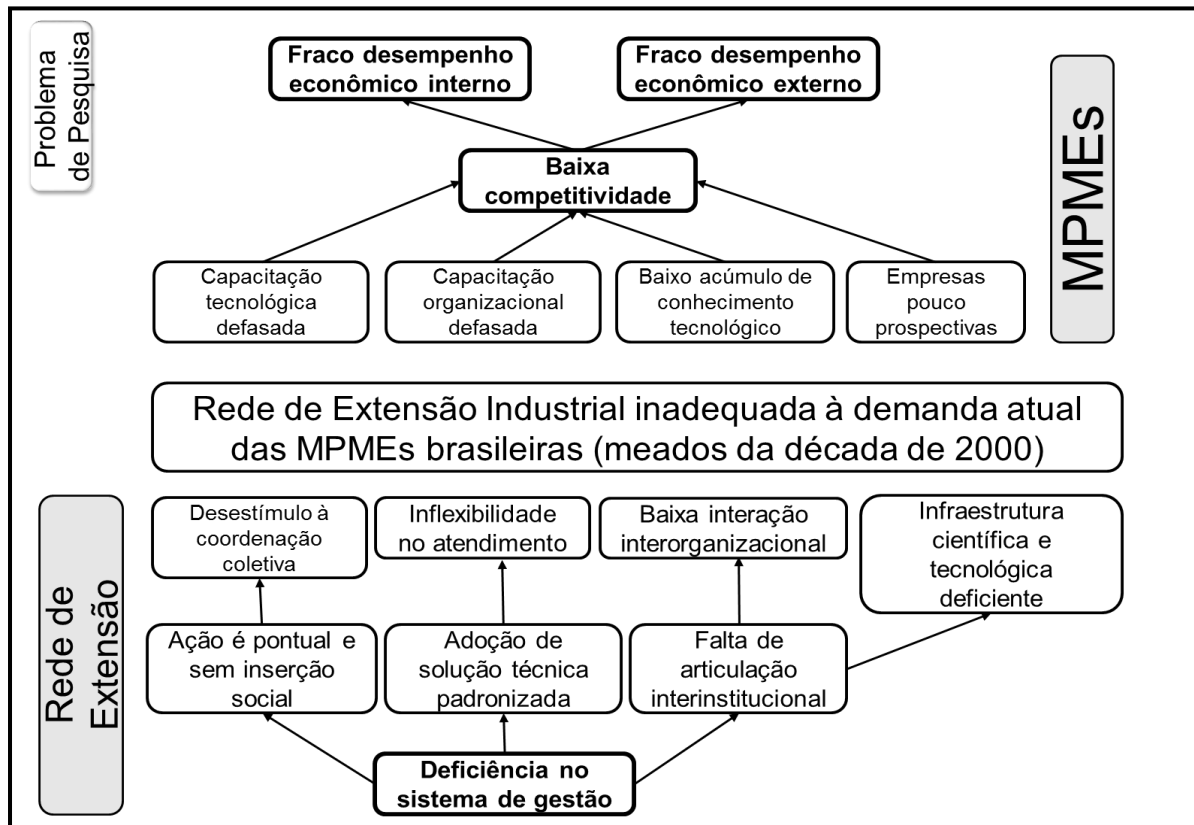 Problema
de Pesquisa
Fraco desempenho
econômico interno
Fraco desempenho
econômico externo
MPMEs
Baixa
competitividade
Capacitação
tecnológica
defasada
Capacitação
organizacional
defasada
Baixo acúmulo de
conhecimento
tecnológico
Empresas
pouco
prospectivas
Rede de Extensão Industrial inadequada à demanda atual
das MPMEs brasileiras (meados da década de 2000)
Rede de
Extensão
Desestímulo à
coordenação
coletiva
Inflexibilidade
no atendimento
Baixa interação
interorganizacional
Infraestrutura
científica e
tecnológica
deficiente
Ação é pontual e
sem inserção
social
Adoção de
solução técnica
padronizada
Falta de
articulação
interinstitucional
Deficiência no
sistema de gestão